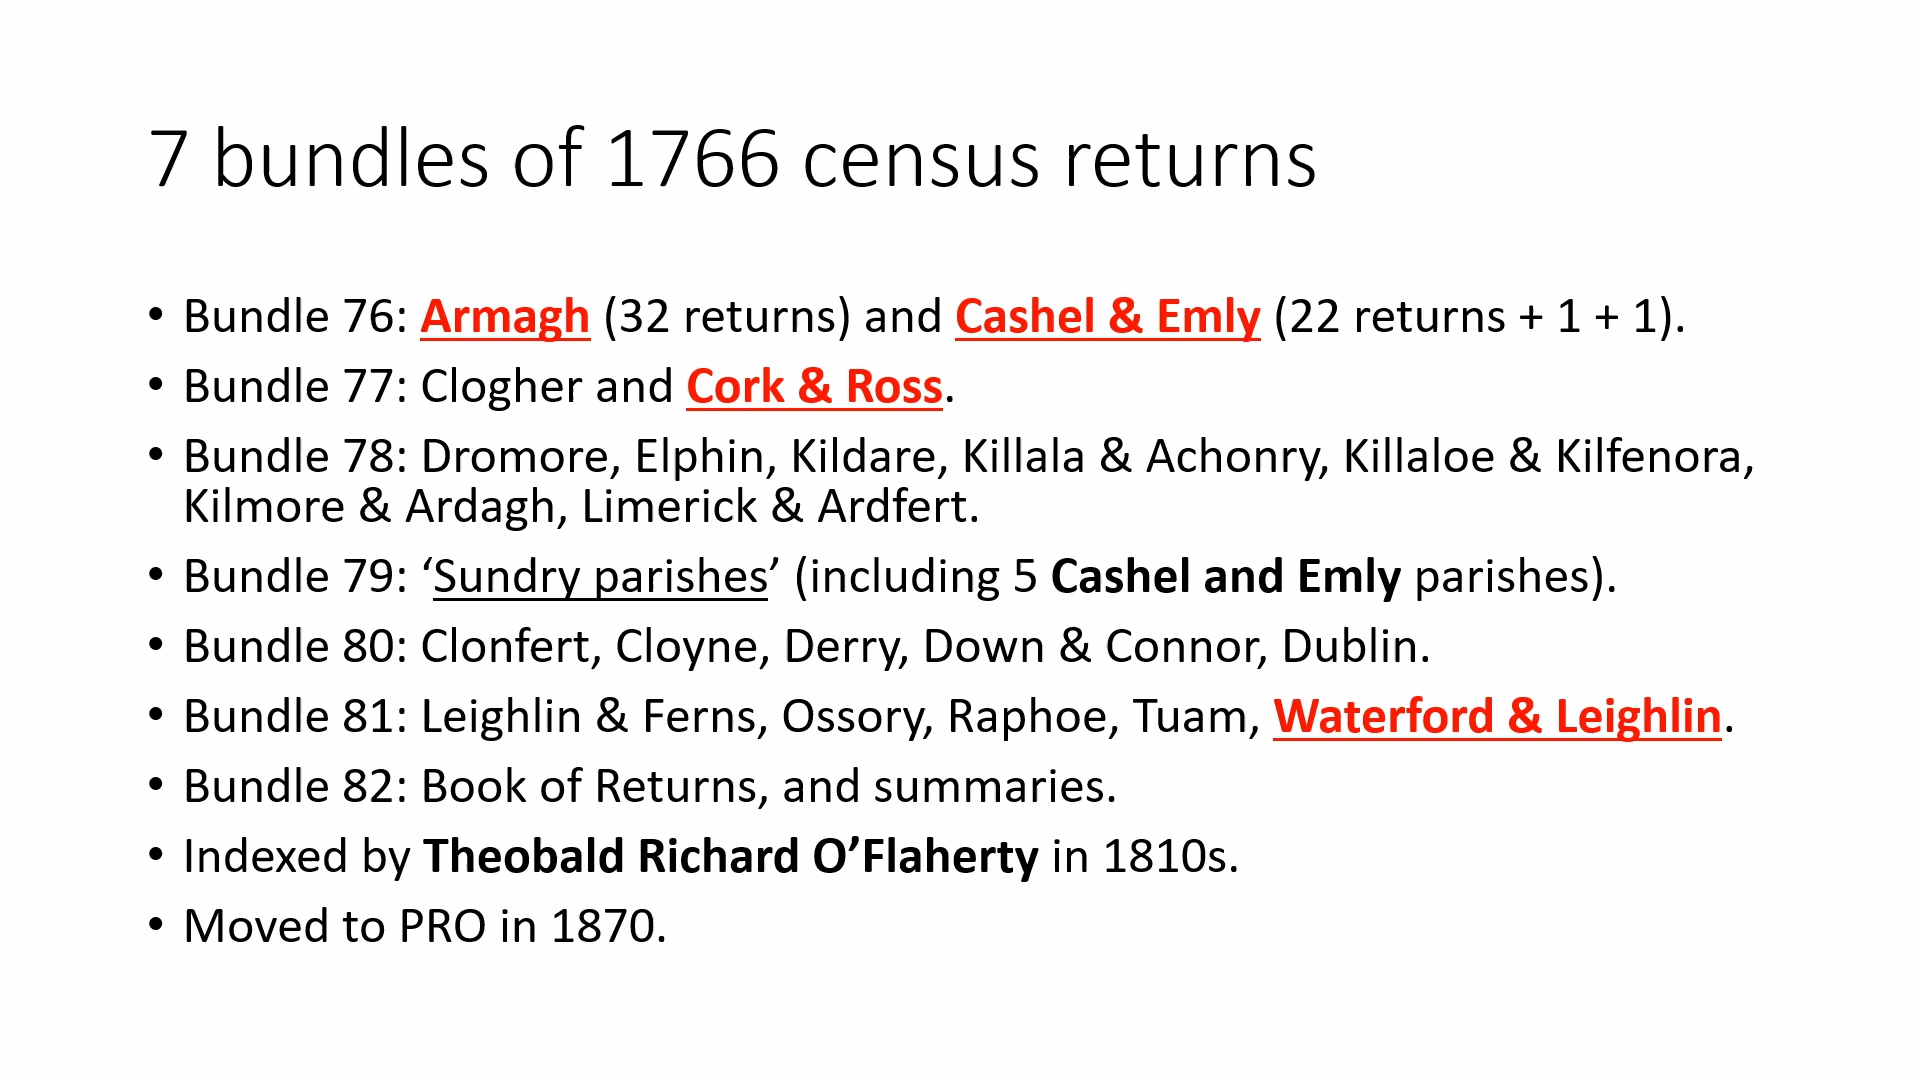 7 bundles of 1766 census returns
• Bundle 76: Armagh (32 returns) and Cashel & Emly (22 returns + 1 + 1).
• Bundle 77: Clogher and Cork & Ross.
• Bundle 78: Dromore, Elphin, Kildare, Killala & Achonry, Killaloe & Kilfenora,
Kilmore & Ardagh, Limerick & Ardfert.
• Bundle 79: ‘Sundry parishes’ (including 5 Cashel and Emly parishes).
• Bundle 80: Clonfert, Cloyne, Derry, Down & Connor, Dublin.
• Bundle 81: Leighlin & Ferns, Ossory, Raphoe, Tuam, Waterford & Leighlin.
• Bundle 82: Book of Returns, and summaries.
• Indexed by Theobald Richard O’Flaherty in 1810s.
• Moved to PRO in 1870.